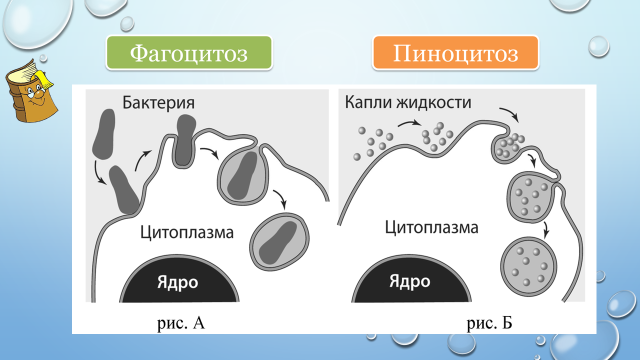 Фагоцитоз
Пиноцитоз
Бактерия
Цитоплазма
Ядро
рис. А
Капли жидкости
Цитоплазма
Ядро
рис. Б